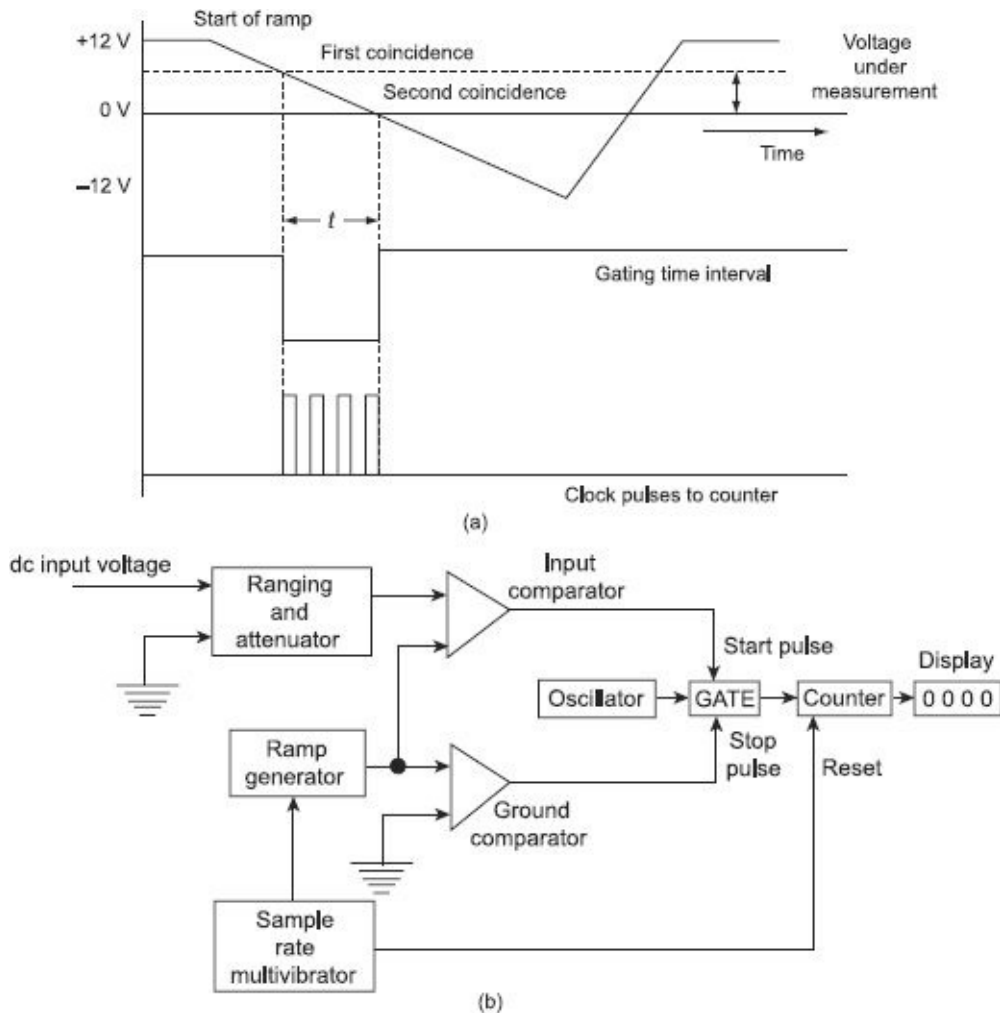 Start of ramp
+12 V
First coincidence
Voltage
under
measurement
Second coincidence
0 V
Time
–12 V
t
Gating time interval
Clock pulses to counter
(a)
dc input voltage
Ranging
and
attenuator
Input
comparator
Start pulse
Display
Oscillator
GATE
Counter
0 0 0 0
Ramp
generator
Stop
pulse
Reset
Ground
comparator
Sample
rate
multivibrator
(b)